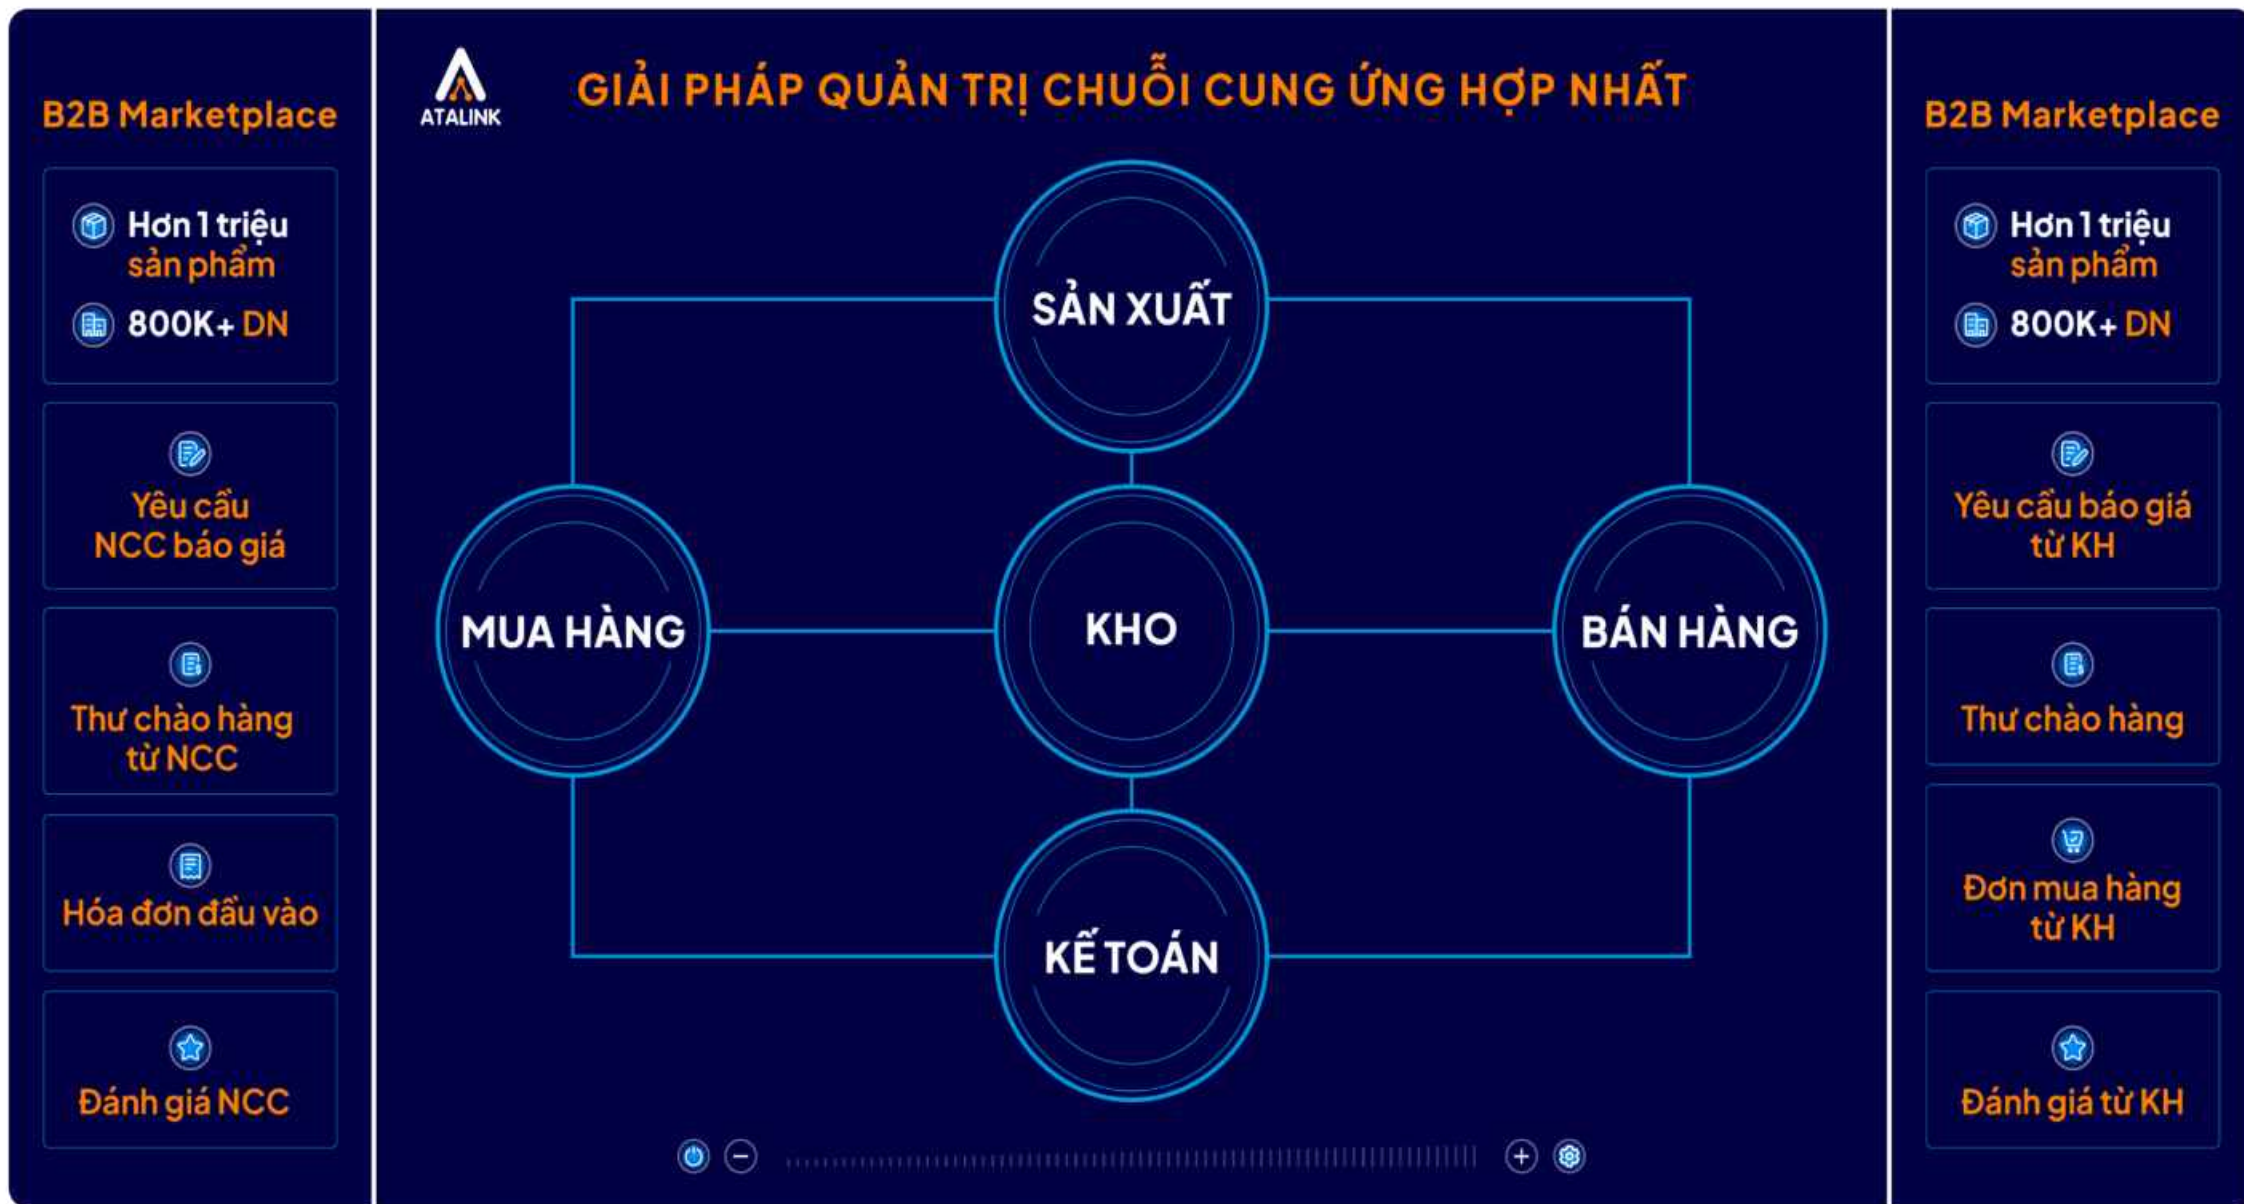 B2B Marketplace
Hơn 1 triệu
sản phẩm
800K+ DN
Yêu cầu
NCC báo giá
Thư chào hàng
từ NCC
Hóa đơn đầu vào
Đánh giá NCC
ATALINK
GIẢI PHÁP QUẢN TRỊ CHUỖI CUNG ỨNG HỢP NHẤT
SẢN XUẤT
MUA HÀNG
KHO
BÁN HÀNG
KẾ TOÁN
B2B Marketplace
Hơn 1 triệu
sản phẩm
800K+ DN
Yêu cầu báo giá
từ KH
Thư chào hàng
Đơn mua hàng
từ KH
Đánh giá từ KH